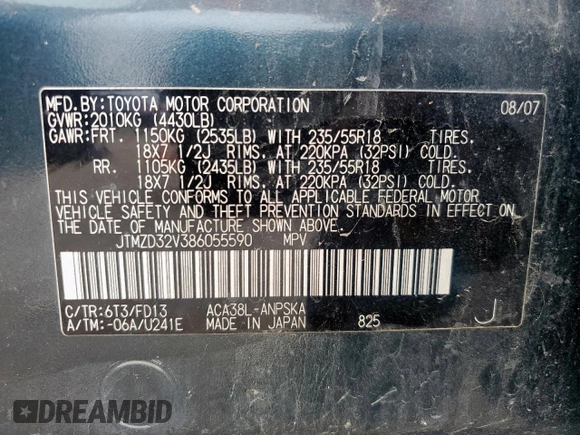 MFD.BY:TOYOTA MOTOR CORPORATION 08/07
GVWR:2010KG (4430LB)
GAWR:FRT. 1150KG (2535LB) WITH 235/55R18 TIRES.
18X7 1/2J RIMS. AT 220KPA (32PSI) COLD.
RR. 1105KG (2435LB) WITH 235/55R18 TIRES.
18X7 1/2J RIMS. AT 220KPA (32PSI) COLD.
THIS VEHICLE CONFORMS TO ALL APPLICABLE FEDERAL MOTOR
VEHICLE SAFETY AND THEFT PREVENTION STANDARDS IN EFFECT ON
THE DATE OF MANUFACTURE SHOWN ABOVE.
JTMZD32V386055590 MPV
C/TR:6T3/FD13 ACA38L-ANPSKA
A/TM:-06A/U241E MADE IN JAPAN 825 J
DREAMBID